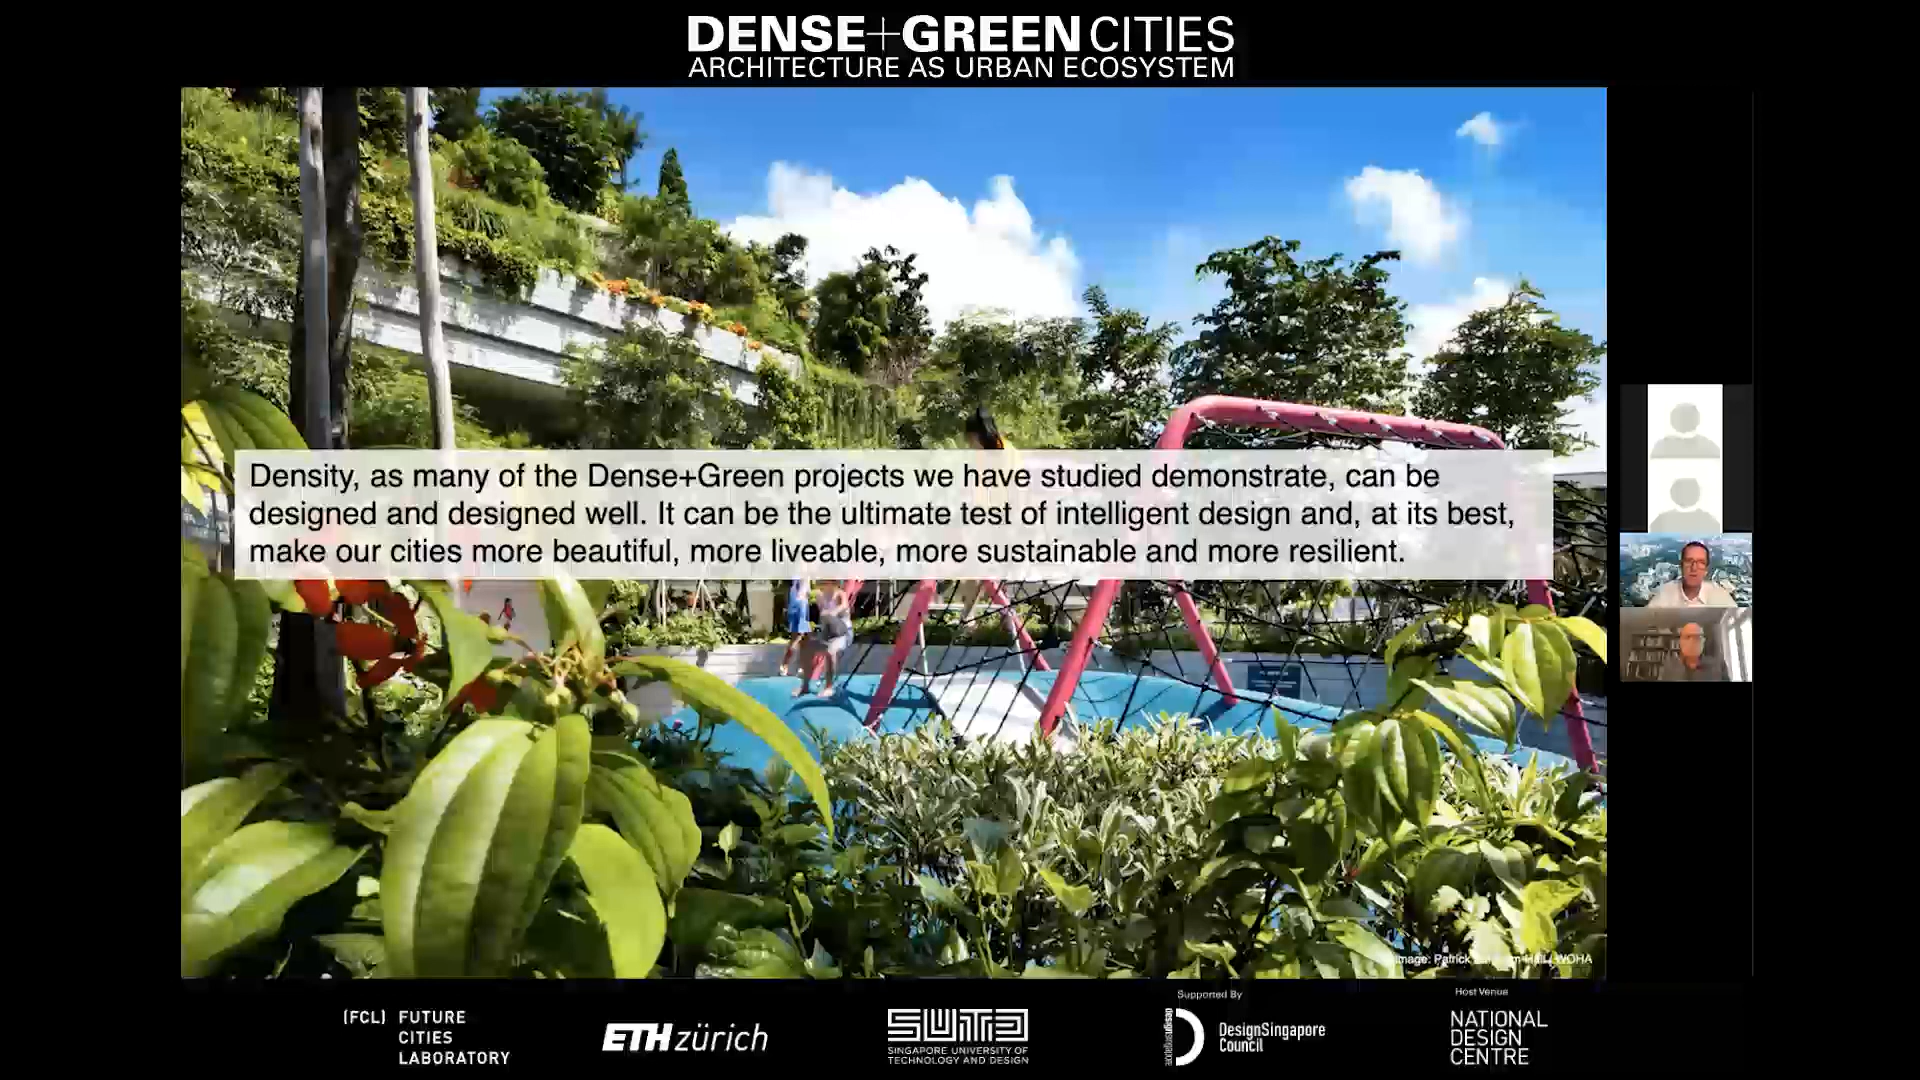 DENSE+GREEN CITIES
ARCHITECTURE AS URBAN ECOSYSTEM
Density, as many of the Dense+Green projects we have studied demonstrate, can be
designed and designed well. It can be the ultimate test of intelligent design and, at its best,
make our cities more beautiful, more liveable, more sustainable and more resilient.
Image: Patrick WOHA
(FCL) FUTURE
CITIES
LABORATORY
ETH zürich
SUTD
SINGAPORE UNIVERSITY OF
TECHNOLOGY AND DESIGN
Supported By
designsingapore
DesignSingapore
Council
Host Venue
NATIONAL
DESIGN
CENTRE